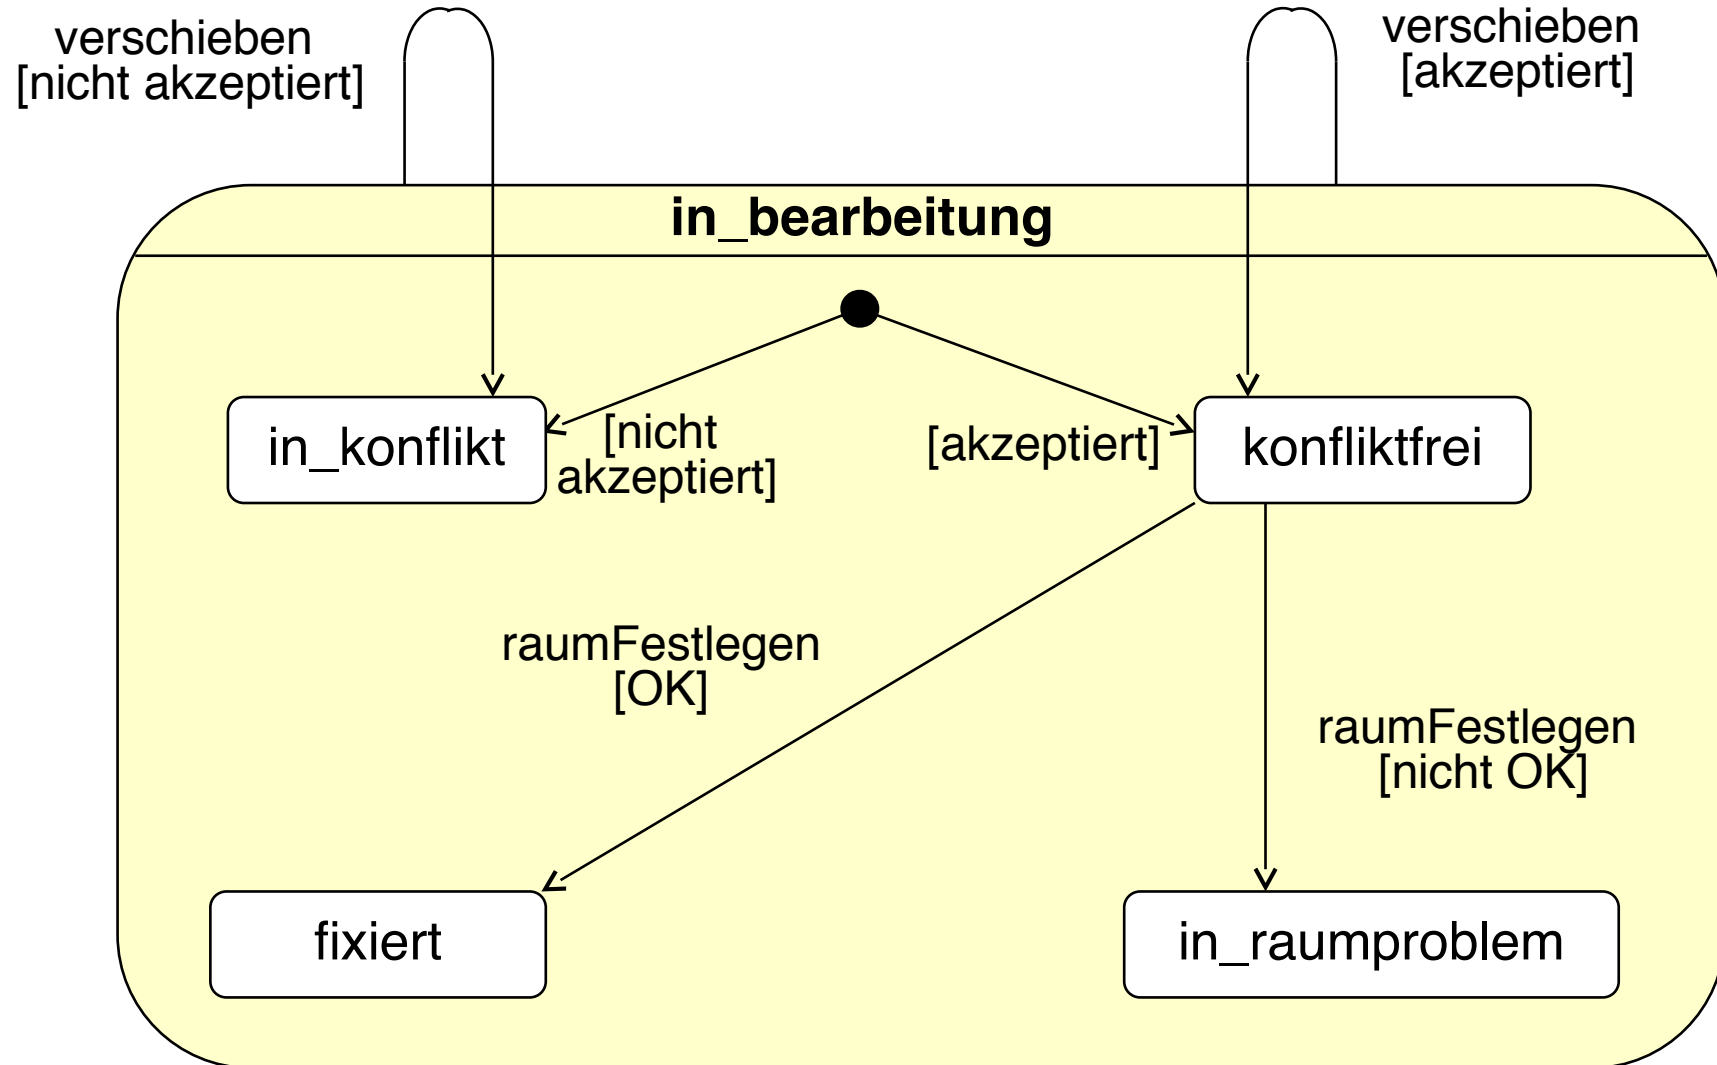 verschieben
[nicht akzeptiert]
verschieben
[akzeptiert]
in_bearbeitung
in_konflikt
[nicht
akzeptiert]
[akzeptiert]
konfliktfrei
raumFestlegen
[OK]
raumFestlegen
[nicht OK]
fixiert
in_raumproblem